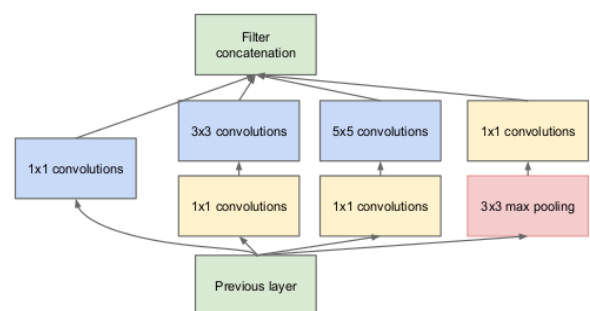 Filter
concatenation
3x3 convolutions
5x5 convolutions
1x1 convolutions
1x1 convolutions
1x1 convolutions
1x1 convolutions
3x3 max pooling
Previous layer